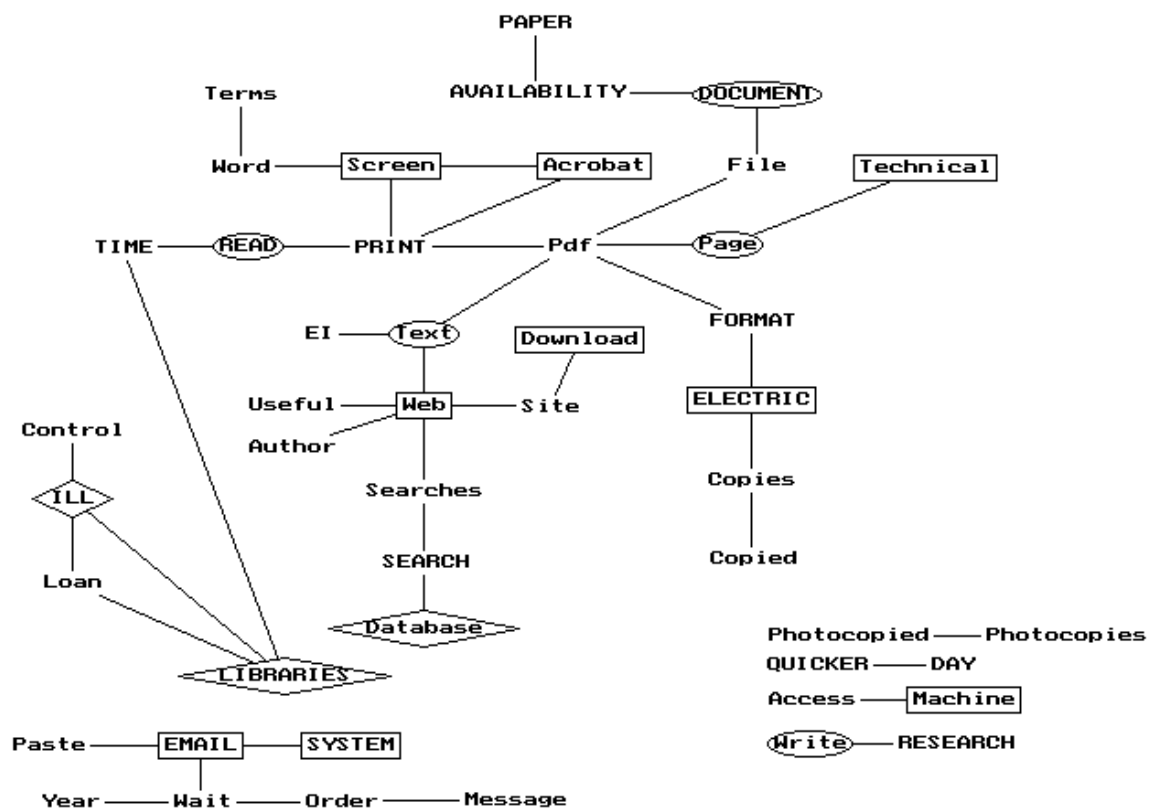 PAPER
Terms
AVAILABILITY DOCUMENT
Word Screen Acrobat File Technical
TIME READ PRINT Pdf Page
FORMAT
EI Text Download
Useful Web Site ELECTRIC
Control
Author
Copies
Searches
ILL
Copied
SEARCH
Loan
Database
Photocopied Photocopies
QUICKER DAY
LIBRARIES
Access Machine
Paste EMAIL SYSTEM
Write RESEARCH
Year Wait Order Message